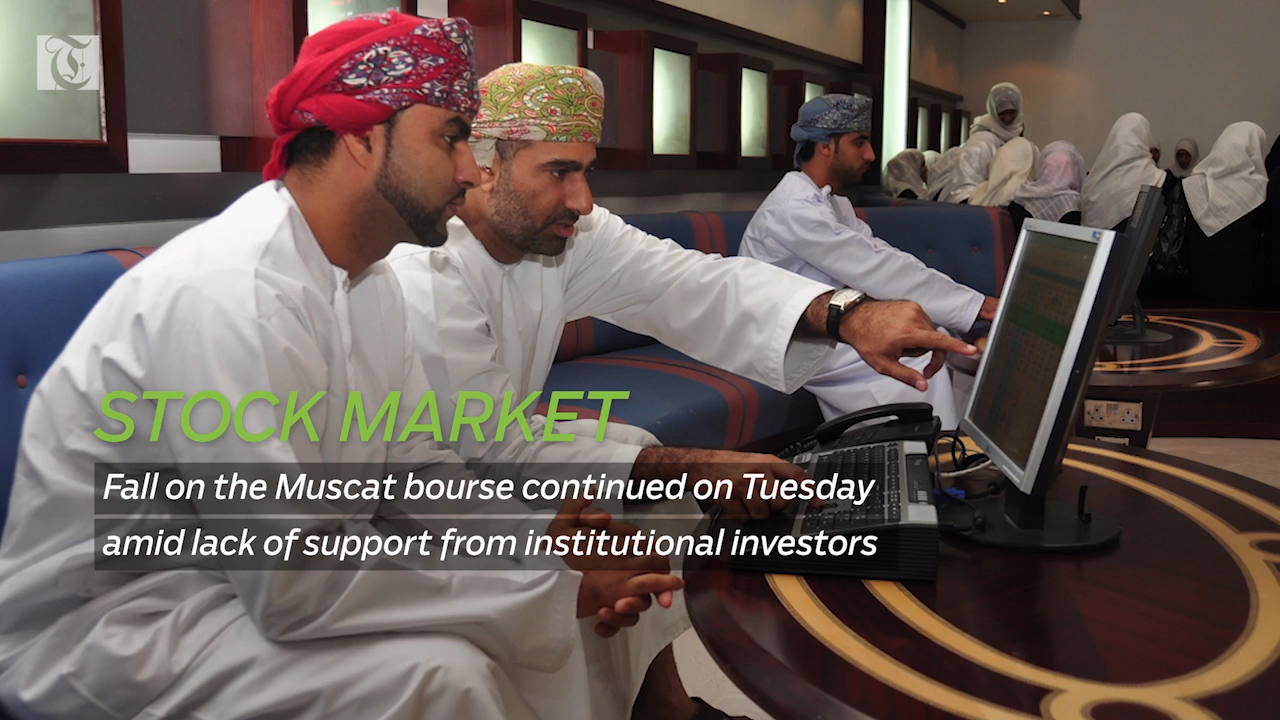 T
STOCK MARKET
Fall on the Muscat bourse continued on Tuesday
amid lack of support from institutional investors